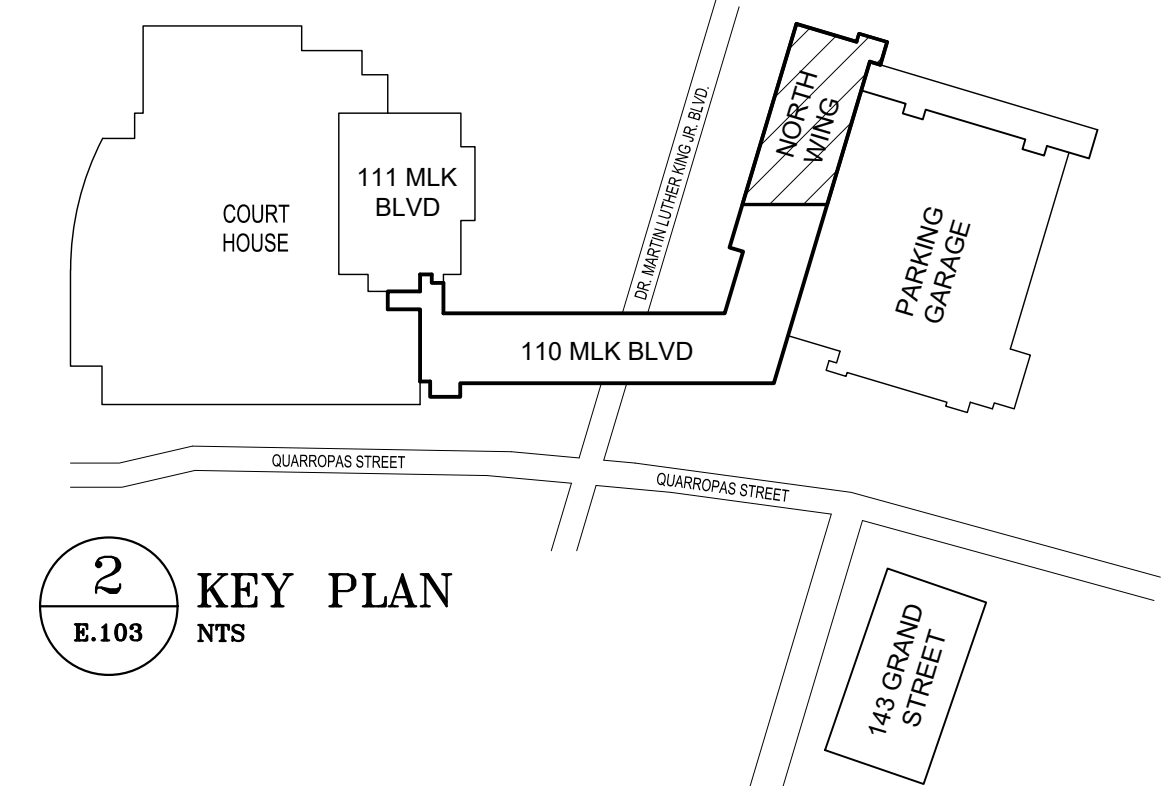 NORTH
WING
DR. MARTIN LUTHER KING JR. BLVD.
111 MLK
BLVD
COURT
HOUSE
PARKING
GARAGE
110 MLK BLVD
QUARROPAS STREET
QUARROPAS STREET
2
E.103
KEY PLAN
NTS
143 GRAND
STREET